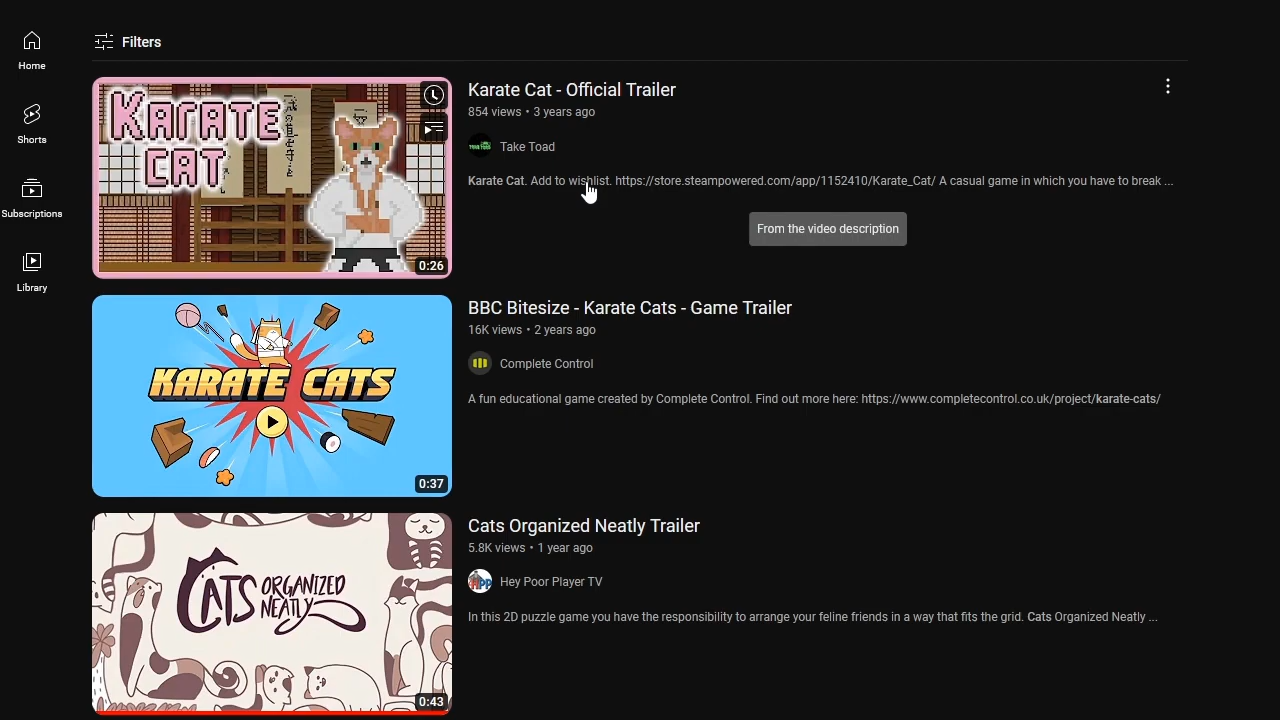 Filters
Home
Shorts
Subscriptions
Library
KARATE
CAT
0:26
Karate Cat - Official Trailer
854 views • 3 years ago
Take Toad
Karate Cat. Add to wishlist. https://store.steampowered.com/app/1152410/Karate_Cat/ A casual game in which you have to break ...
From the video description
KARATE CATS
0:37
BBC Bitesize - Karate Cats - Game Trailer
16K views • 2 years ago
Complete Control
A fun educational game created by Complete Control. Find out more here: https://www.completecontrol.co.uk/project/karate-cats/
CATS ORGANIZED
NEATLY
0:43
Cats Organized Neatly Trailer
5.8K views • 1 year ago
HPP
Hey Poor Player TV
In this 2D puzzle game you have the responsibility to arrange your feline friends in a way that fits the grid. Cats Organized Neatly ...